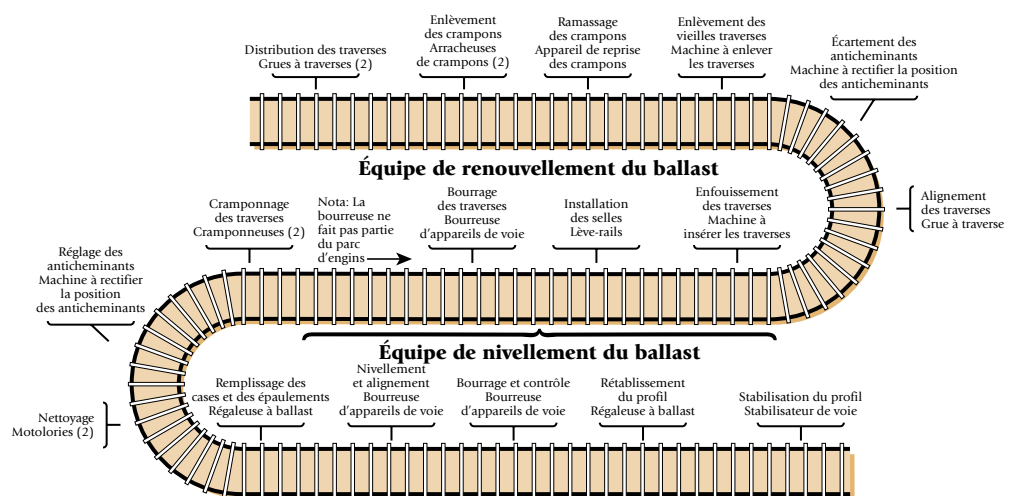 Distribution des traverses
Grues à traverses (2)
Enlèvement
des crampons
Arracheuses
de crampons (2)
Ramassage
des crampons
Appareil de reprise
des crampons
Enlèvement des
vieilles traverses
Machine à enlever
les traverses
Écartement des
anticheminants
Machine à rectifier la position
des anticheminants
Équipe de renouvellement du ballast
Alignement
des traverses
Grue à traverse
Enfouissement
des traverses
Machine à
insérer les traverses
Installation
des selles
Lève-rails
Bourrage
des traverses
Bourreuse
d'appareils de voie
Nota: La
bourreuse ne
fait pas partie
du parc
d'engins
Cramponnage
des traverses
Cramponneuses (2)
Réglage des
anticheminants
Machine à rectifier
la position
des anticheminants
Équipe de nivellement du ballast
Nettoyage
Motolories (2)
Remplissage des
cases et des épaulements
Régaleuse à ballast
Nivellement
et alignement
Bourreuse
d'appareils de voie
Bourrage et contrôle
Bourreuse
d'appareils de voie
Rétablissement
du profil
Régaleuse à ballast
Stabilisation du profil
Stabilisateur de voie